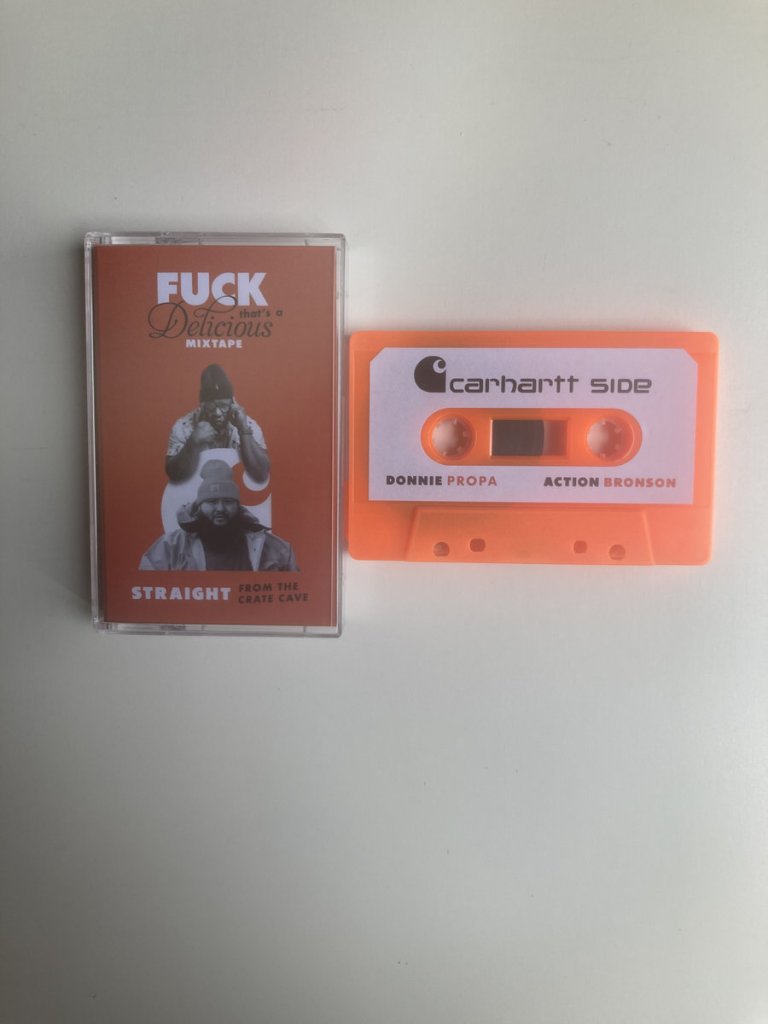 FUCK
that's a
Delicious
MIXTAPE
STRAIGHT FROM THE
CRATE CAVE
carhartt SIDE
DONNIE PROPA ACTION BRONSON